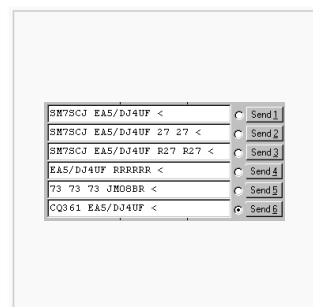 SM7SCJ EA5/DJ4UF < Send 1
SM7SCJ EA5/DJ4UF 27 27 < Send 2
SM7SCJ EA5/DJ4UF R27 R27 < Send 3
EA5/DJ4UF RRRRRR < Send 4
73 73 73 JM08BR < Send 5
CQ361 EA5/DJ4UF < Send 6